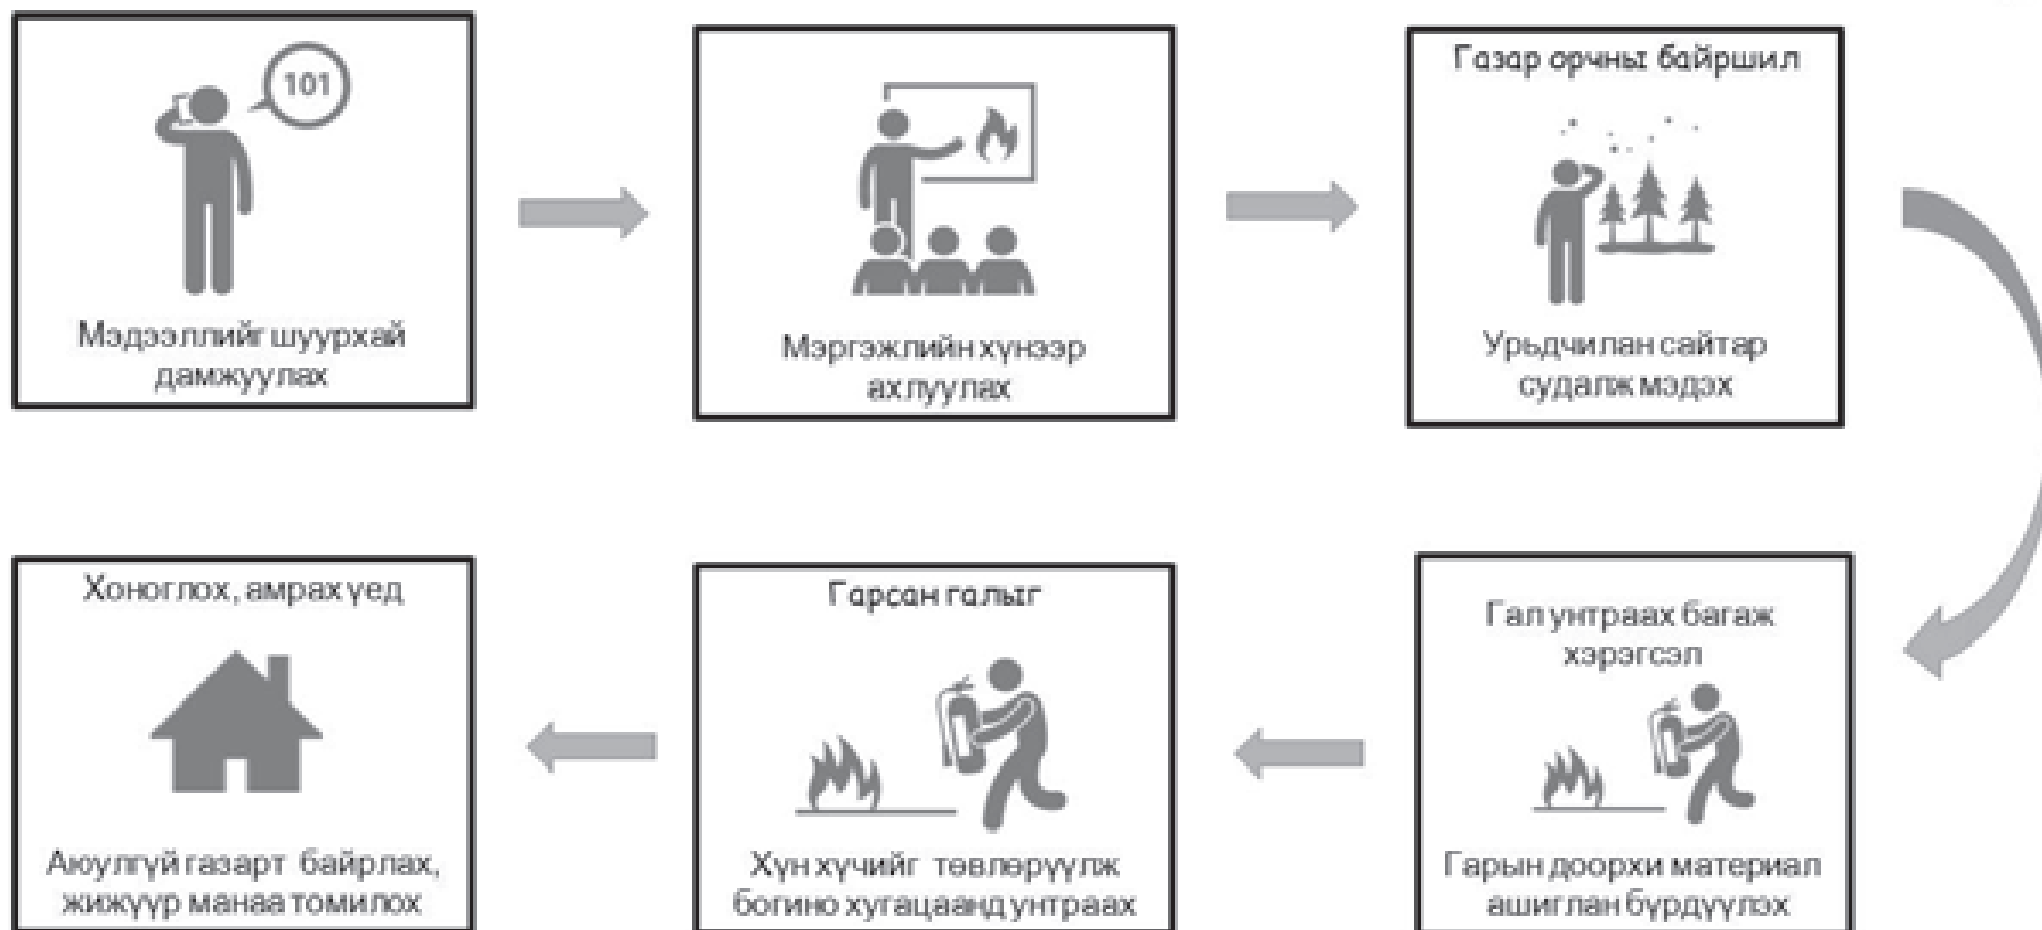 101
Мэдээллийг шуурхай
дамжуулах
Мэргэжлийн хүнээр
ахлуулах
Газар орчны байршил
Урьдчилан сайтар
судалж мэдэх
Гал унтраах багаж
хэрэгсэл
Гарын доорхи материал
ашиглан бүрдүүлэх
Гарсан галыг
Хүн хүчийг төвлөрүүлж
богино хугацаанд унтраах
Хоноглох, амрах үед
Аюулгүй газарт байрлах,
жижүүр манаа томилох